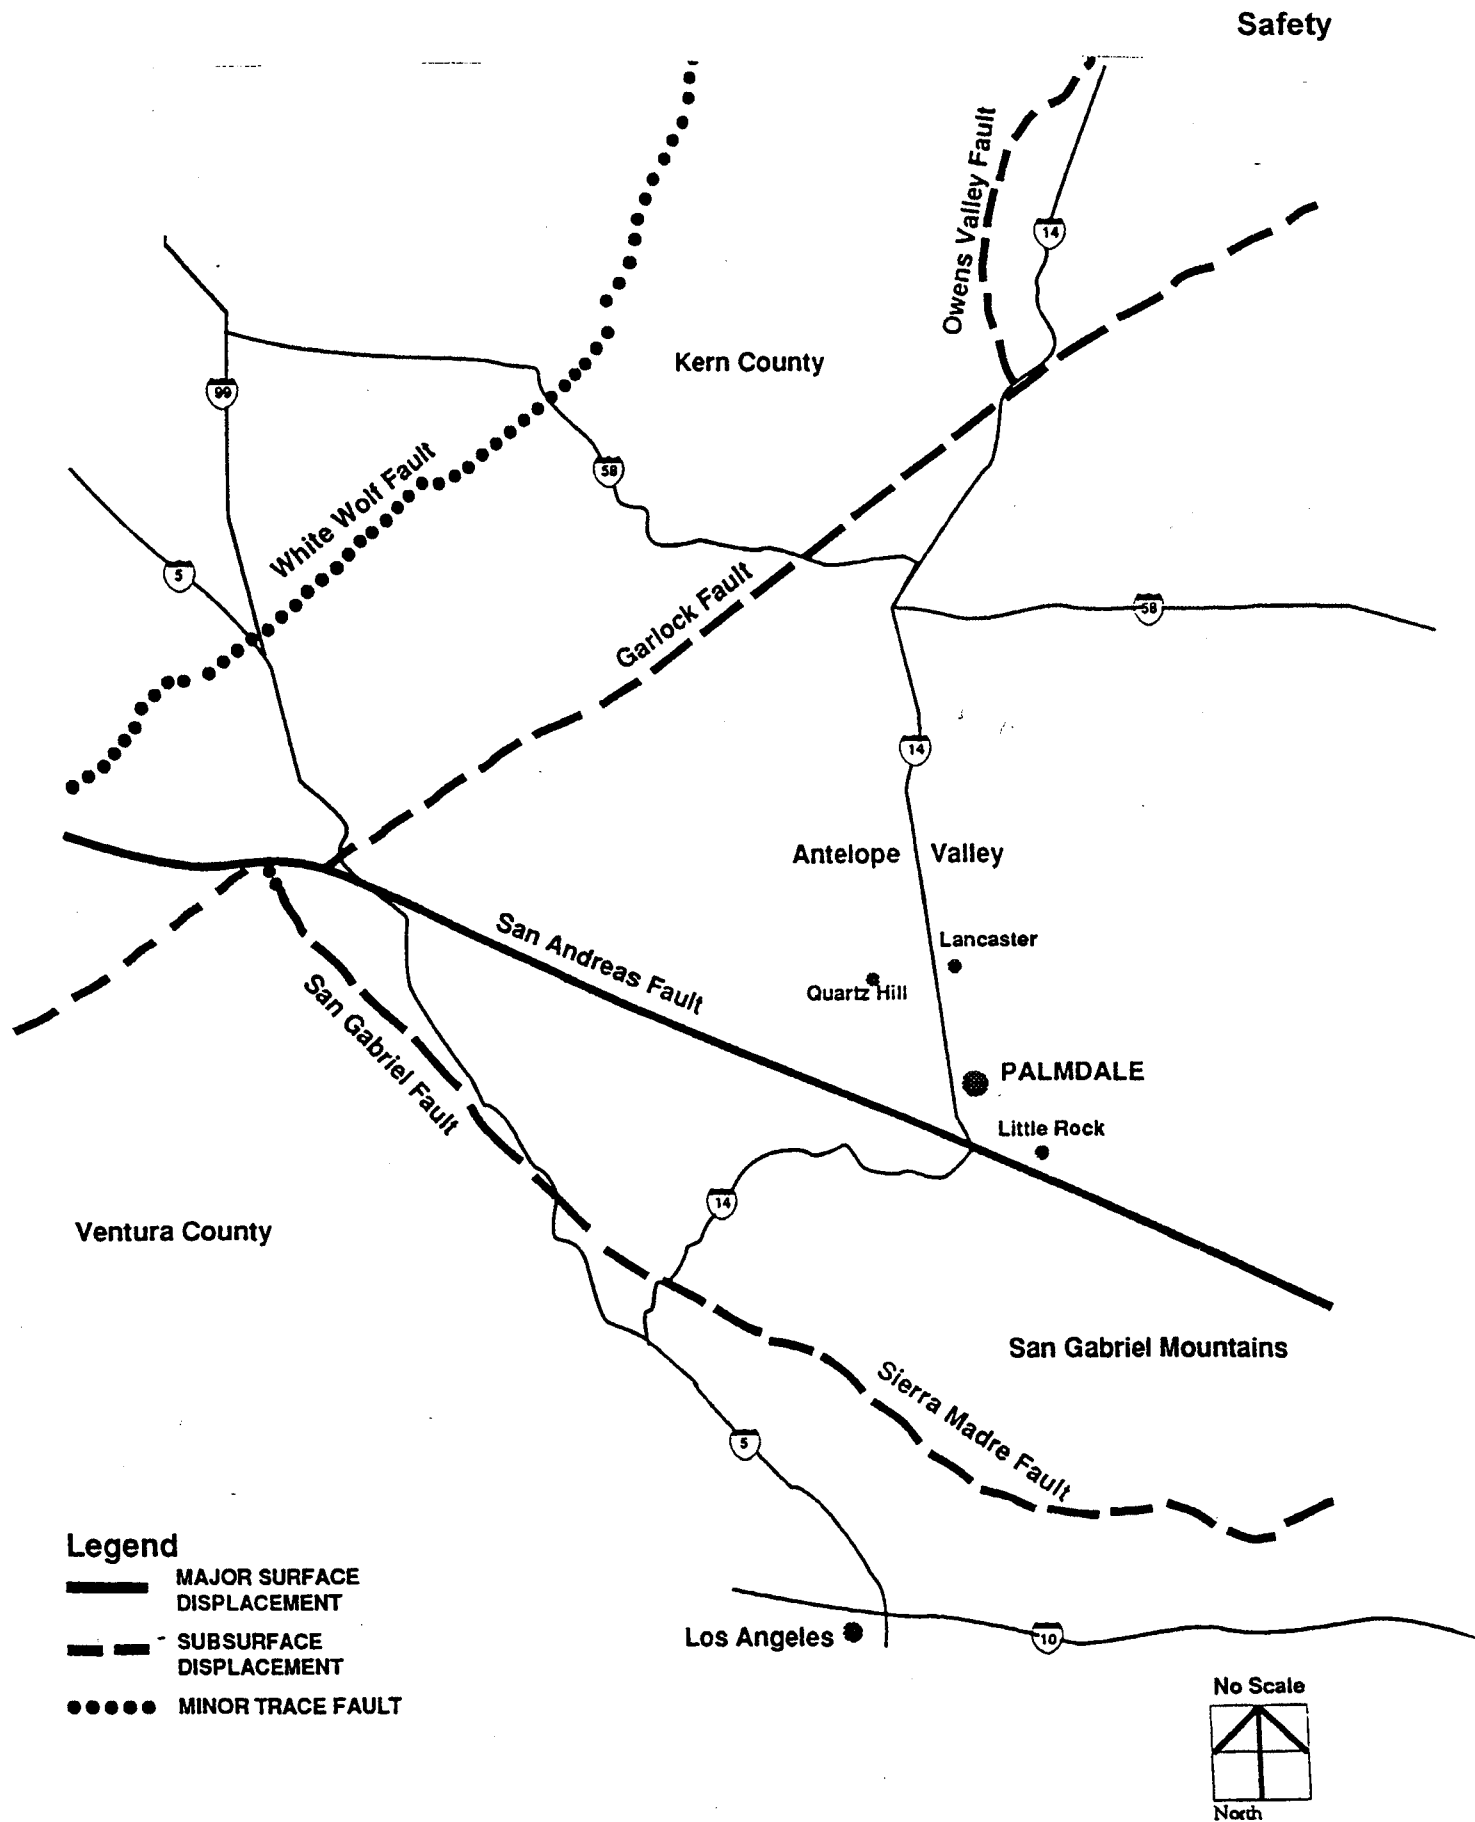 Safety
Owens Valley Fault
14
Kern County
99
White Wolf Fault
58
5
Garlock Fault
58
14
Antelope Valley
San Andreas Fault
Lancaster
Quartz Hill
San Gabriel Fault
PALMDALE
Little Rock
14
Ventura County
San Gabriel Mountains
Sierra Madre Fault
5
Legend
MAJOR SURFACE
DISPLACEMENT
SUBSURFACE
DISPLACEMENT
MINOR TRACE FAULT
Los Angeles
10
No Scale
North